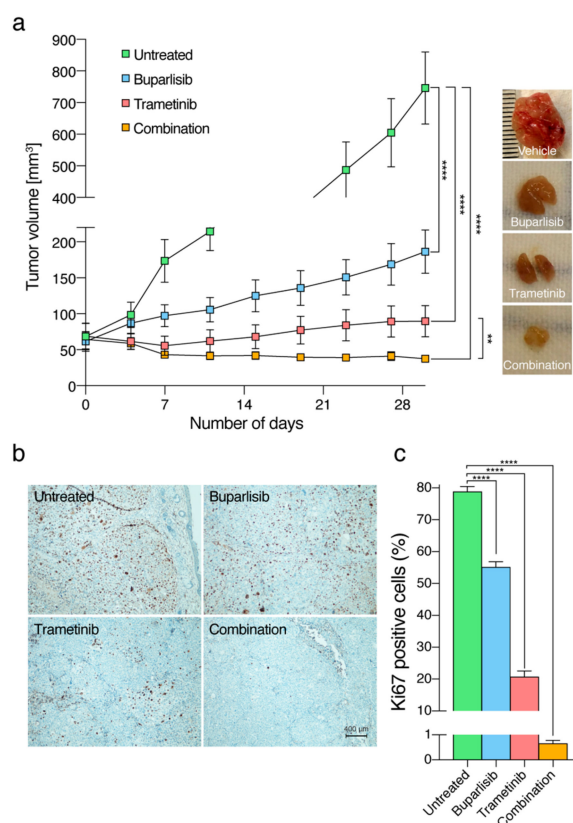 a
900
800
700
600
500
400
200
150
100
50
0
Tumor volume [mm³]
Untreated
Buparlisib
Trametinib
Combination
0 7 14 21 28
Number of days
****
****
****
**
Vehicle
Buparlisib
Trametinib
Combination
b
Untreated
Buparlisib
Trametinib
Combination
400 µm
c
****
****
****
80
70
60
50
40
30
20
10
1
0
Ki67 positive cells (%)
Untreated
Buparlisib
Trametinib
Combination